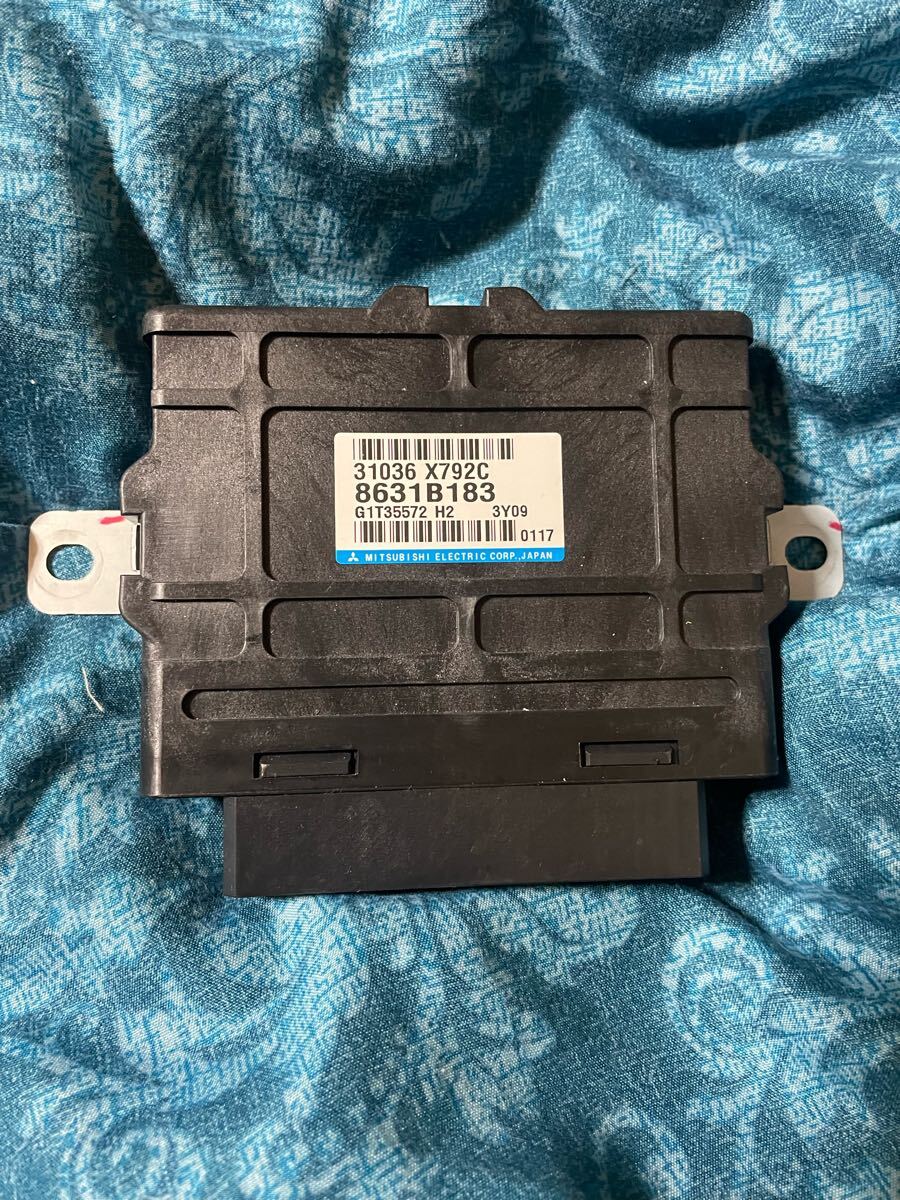 31036 X792C
8631B183
G1T35572 H2 3Y09
0117
MITSUBISHI ELECTRIC CORP.,JAPAN